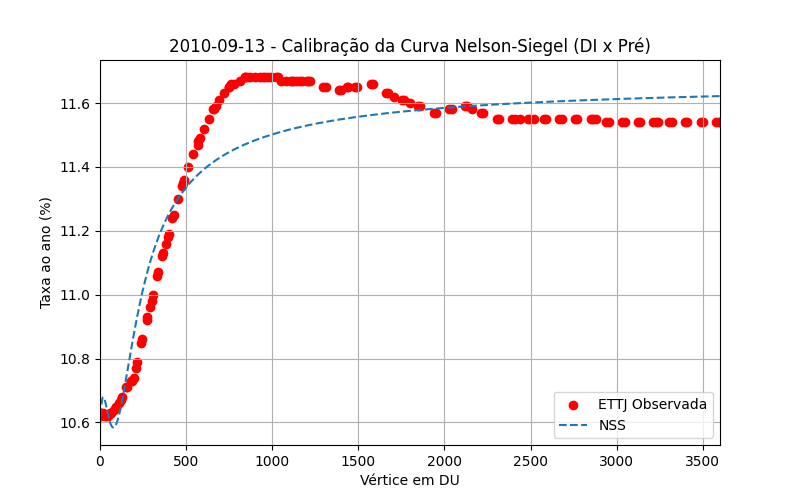 2010-09-13 - Calibração da Curva Nelson-Siegel (DI x Pré)
Taxa ao ano (%)
11.6
11.4
11.2
11.0
10.8
10.6
ETTJ Observada
NSS
0 500 1000 1500 2000 2500 3000 3500
Vértice em DU